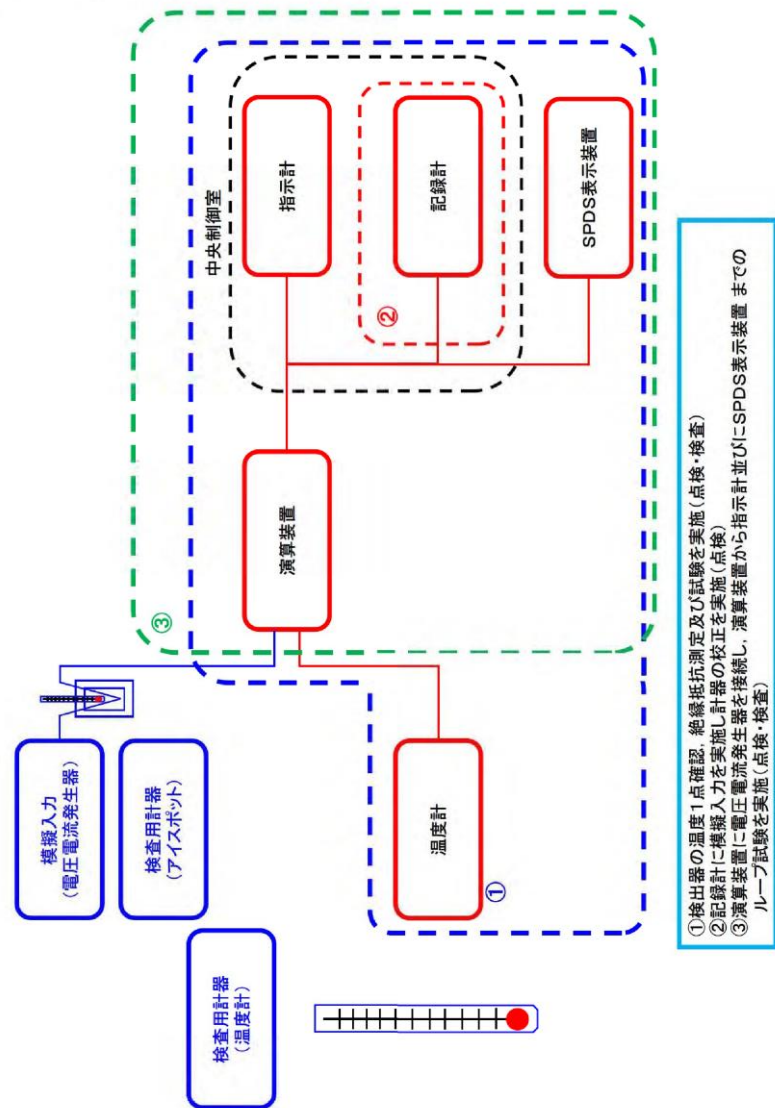 模擬入力
(電圧電流発生器)
検査用計器
(アイスポット)
検査用計器
(温度計)
③
中央制御室
指示計
演算装置
②
記録計
SPDS表示装置
温度計
①
①検出器の温度1点確認, 絶縁抵抗測定及び試験を実施(点検・検査)
②記録計に模擬入力を実施し計器の校正を実施(点検)
③演算装置に電圧電流発生器を接続し, 演算装置から指示計並びにSPDS表示装置 までの
ループ試験を実施(点検・検査)